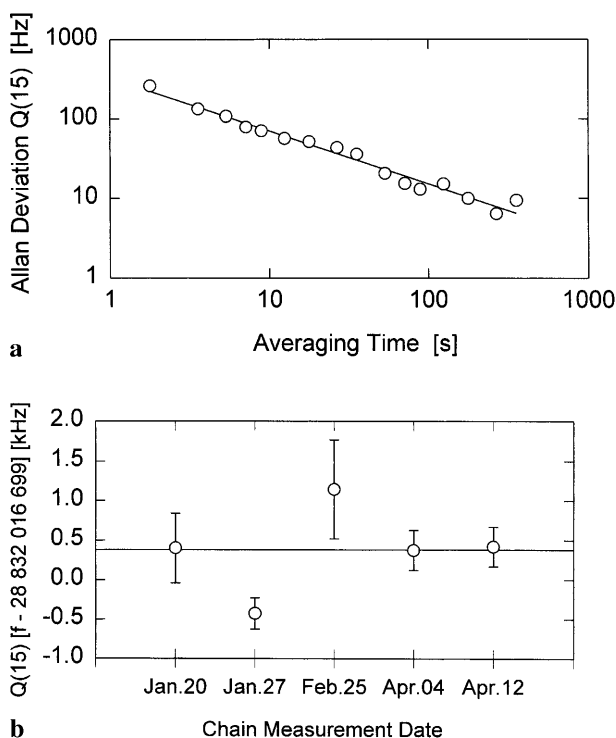 Allan Deviation Q(15) [Hz]
1000
100
10
1
1 10 100 1000
Averaging Time [s]
a
Q(15) [f - 28 832 016 699] [kHz]
2.0
1.5
1.0
0.5
0.0
-0.5
-1.0
Jan.20 Jan.27 Feb.25 Apr.04 Apr.12
b Chain Measurement Date